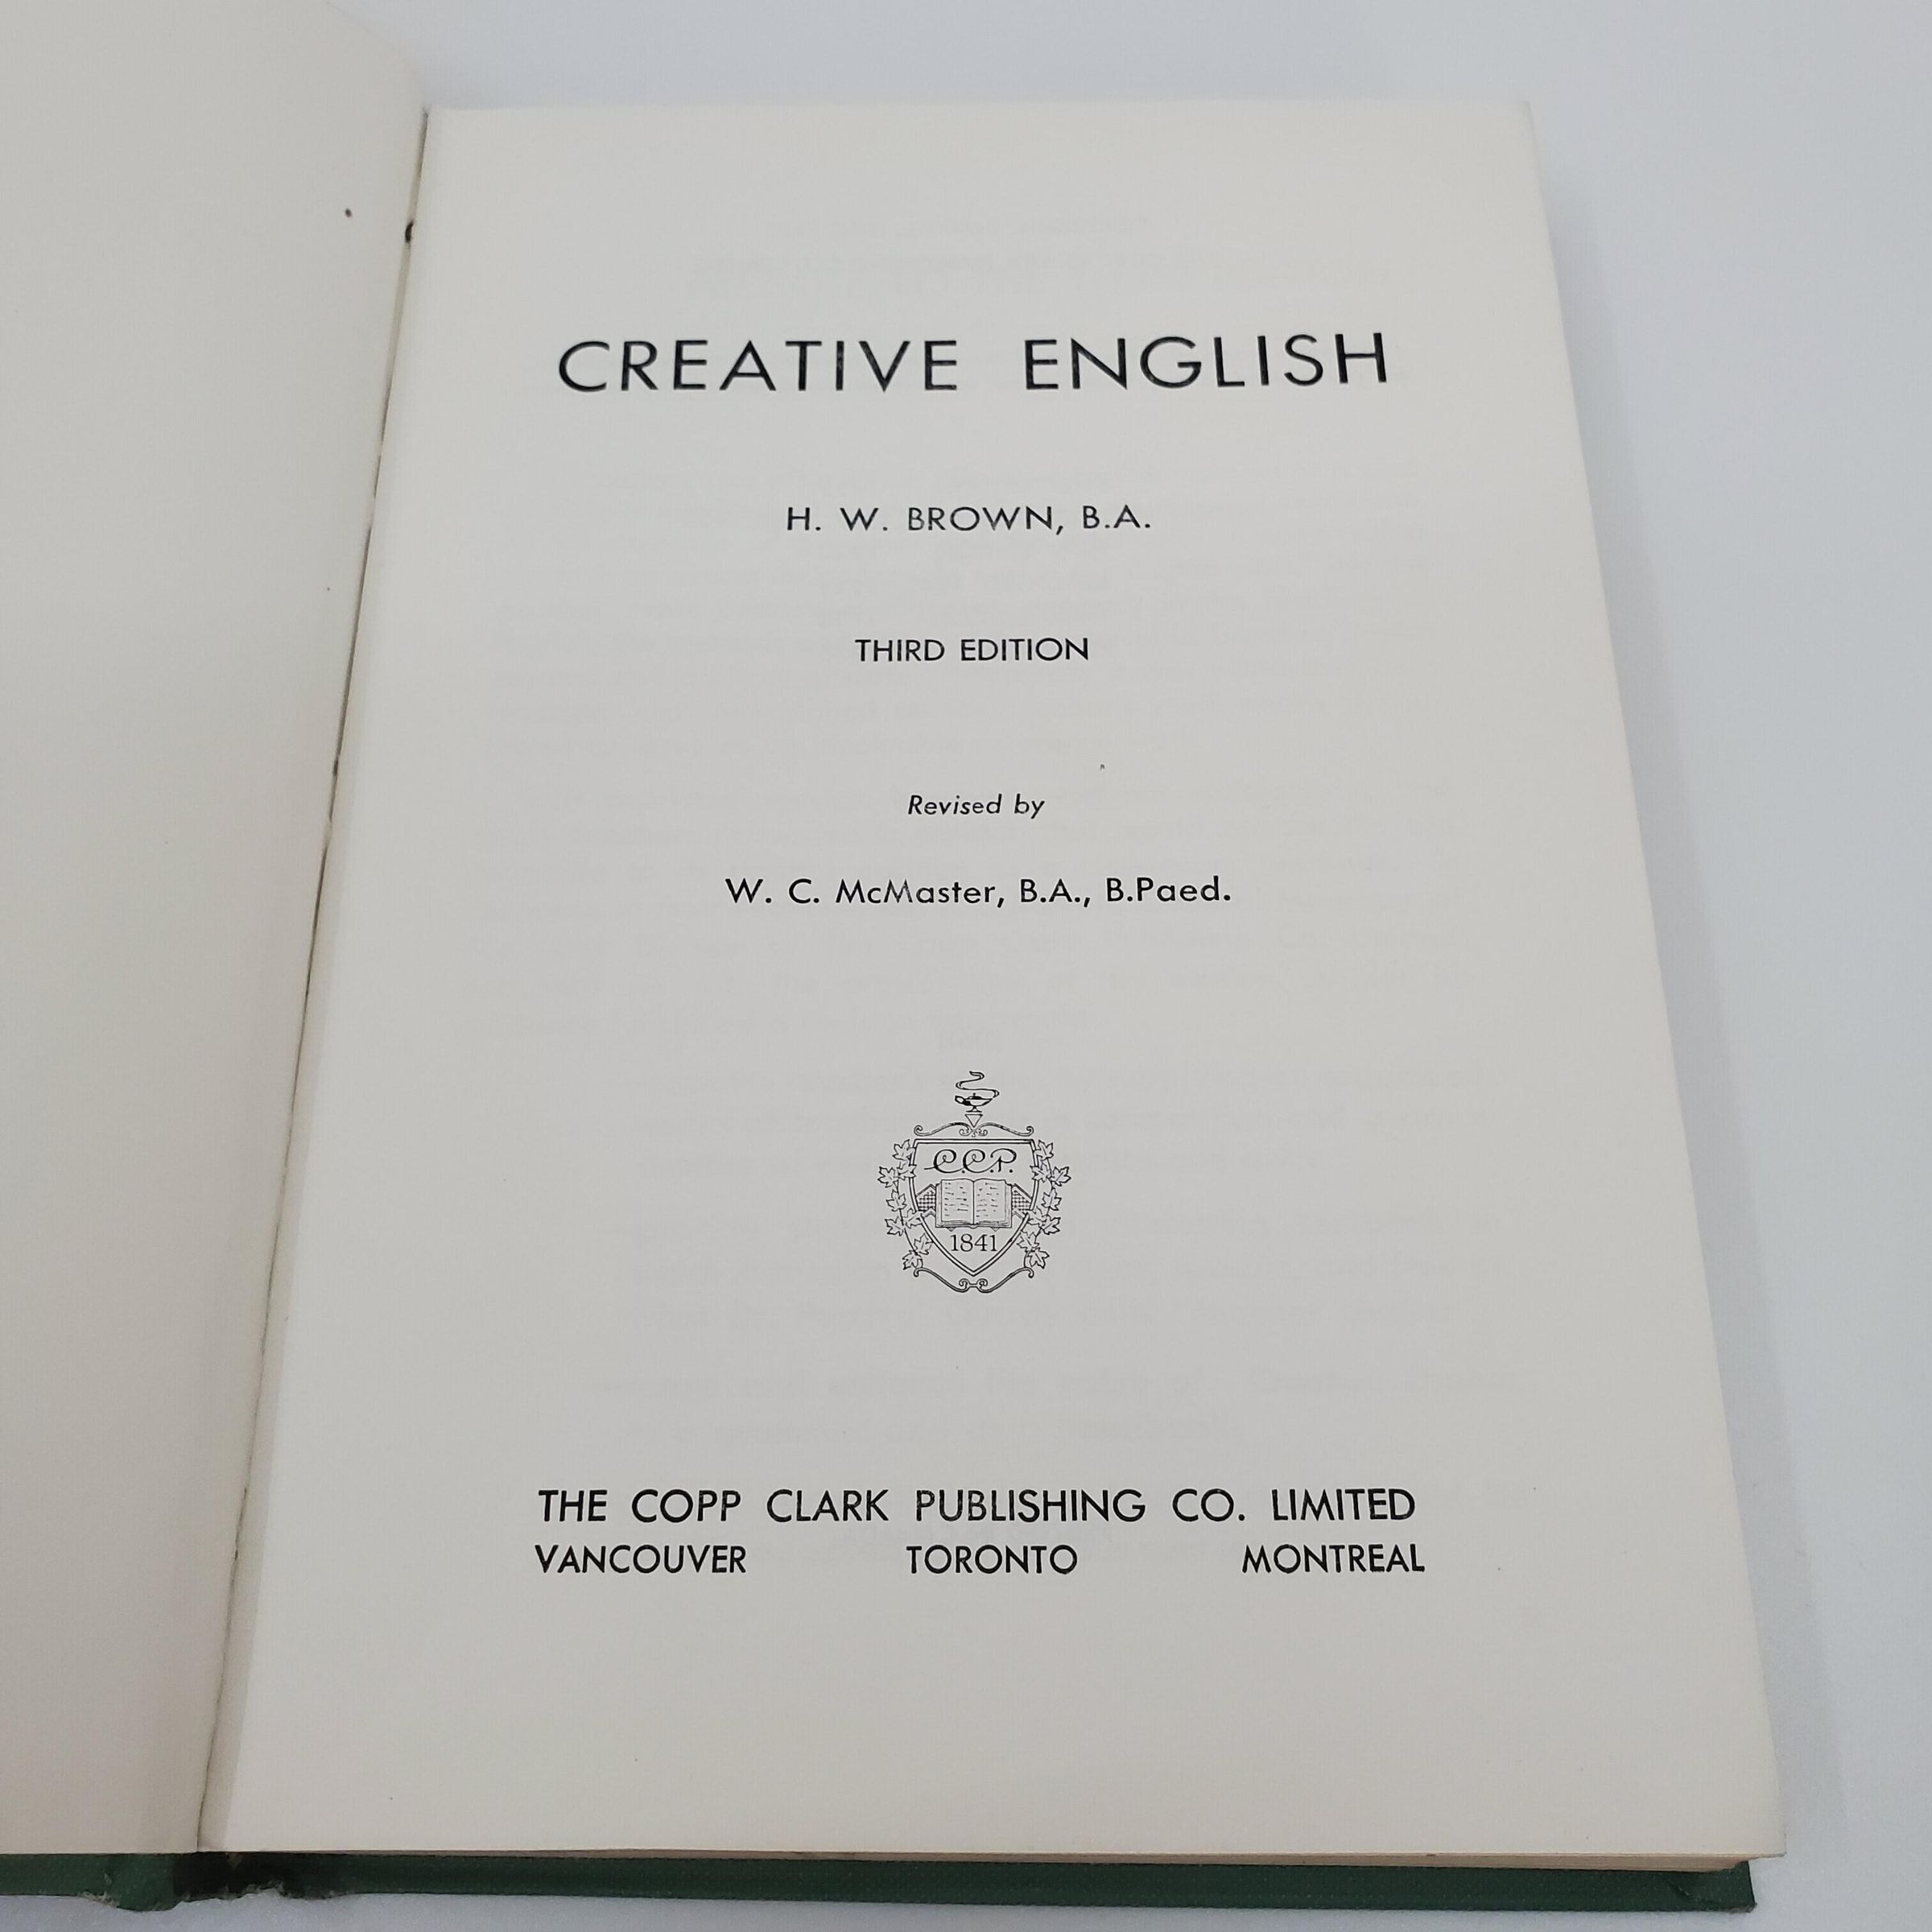 CREATIVE ENGLISH
H. W. BROWN, B.A.
THIRD EDITION
Revised by
W. C. McMaster, B.A., B.Paed.
C.C.P.
1841
THE COPP CLARK PUBLISHING CO. LIMITED
VANCOUVER TORONTO MONTREAL